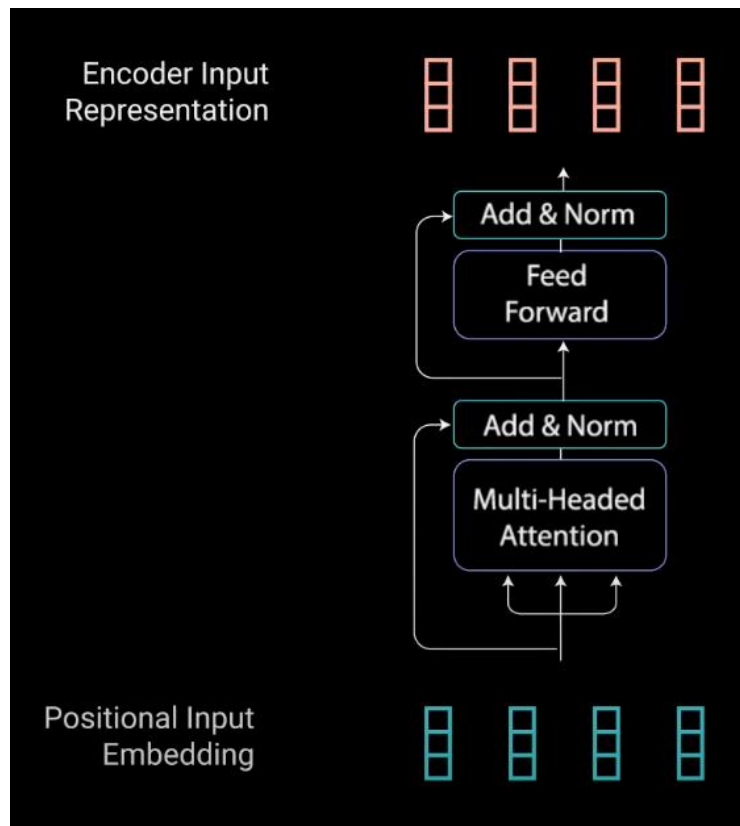 Encoder Input
Representation
Add & Norm
Feed
Forward
Add & Norm
Multi-Headed
Attention
Positional Input
Embedding